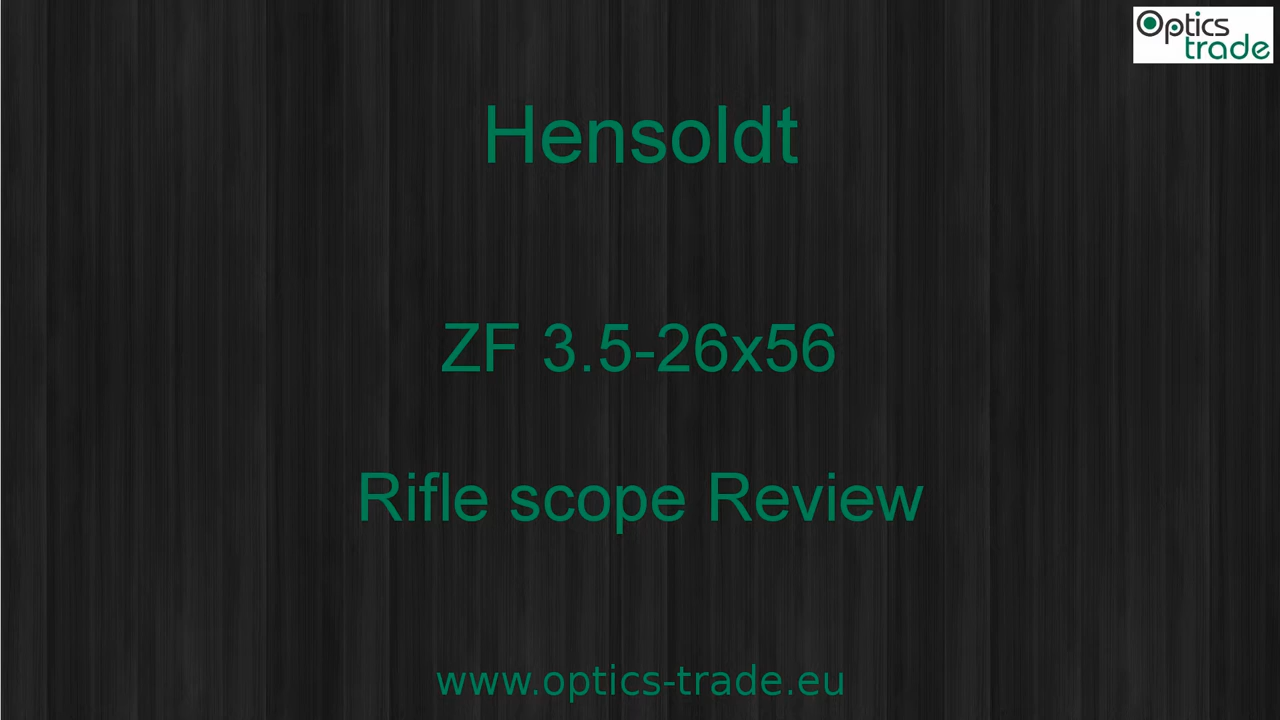 Optics
trade
Hensoldt
ZF 3.5-26x56
Rifle scope Review
www.optics-trade.eu